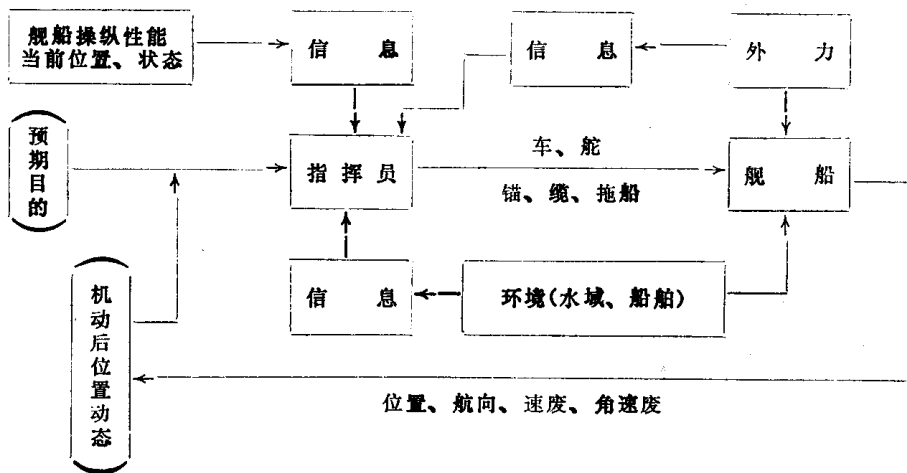 舰船操纵性能
当前位置、状态
信息
信息
外力
预期目的
指挥员
车、舵
锚、缆、拖船
舰船
信息
环境(水域、船舶)
机动后位置动态
位置、航向、速废、角速废